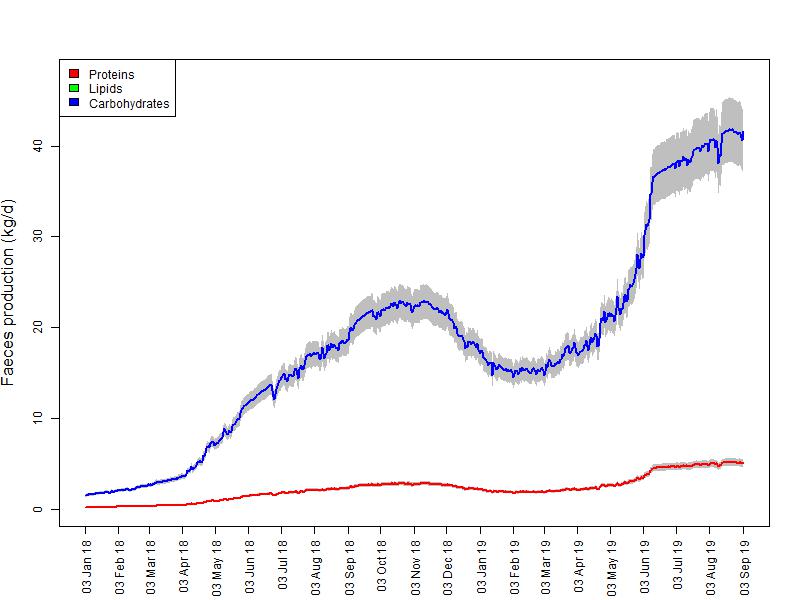 Proteins
Lipids
Carbohydrates
Faeces production (kg/d)
40
30
20
10
0
03 Jan 18
03 Feb 18
03 Mar 18
03 Apr 18
03 May 18
03 Jun 18
03 Jul 18
03 Aug 18
03 Sep 18
03 Oct 18
03 Nov 18
03 Dec 18
03 Jan 19
03 Feb 19
03 Mar 19
03 Apr 19
03 May 19
03 Jun 19
03 Jul 19
03 Aug 19
03 Sep 19